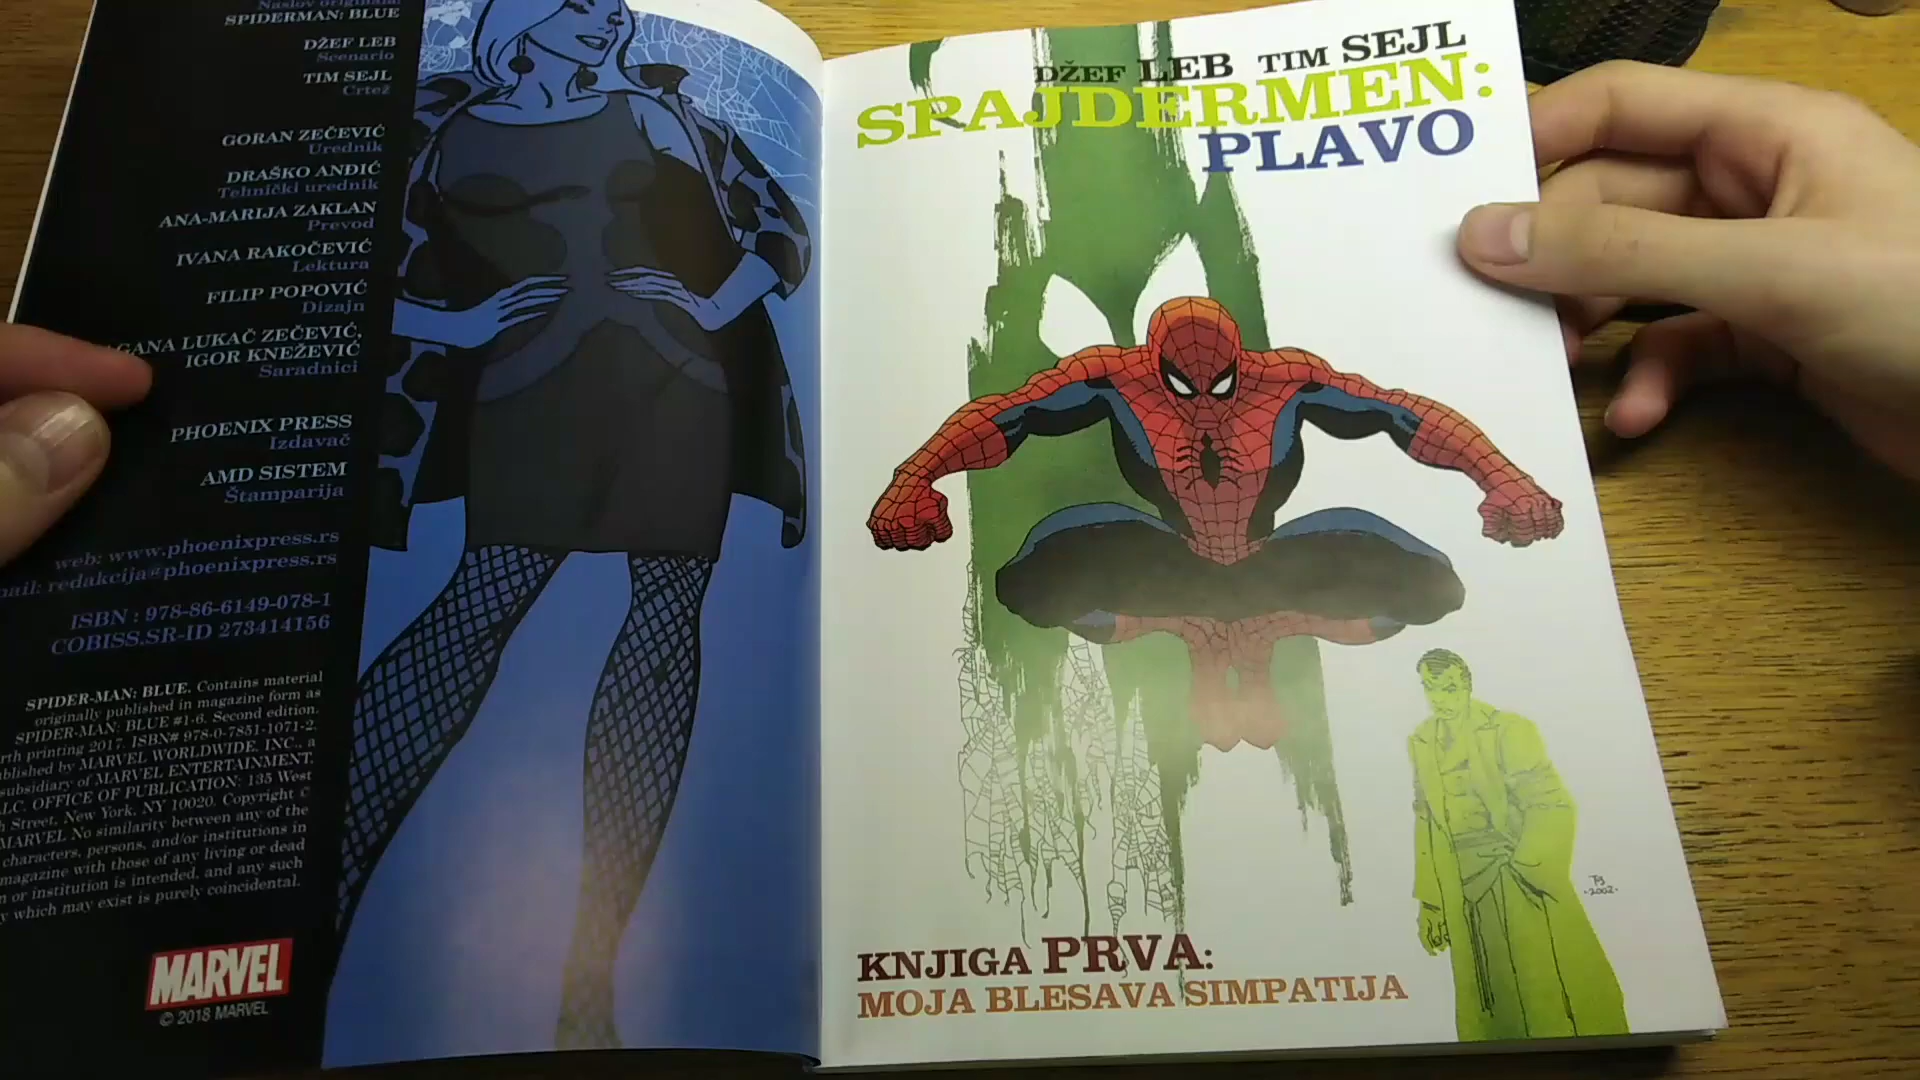 Naslov originala:
SPIDERMAN: BLUE
DŽEF LEB
Scenario
TIM SEJL
Crtež
GORAN ZEČEVIĆ
Urednik
DRAŠKO ANĐIĆ
Tehnički urednik
ANA-MARIJA ZAKLAN
Prevod
IVANA RAKOČEVIĆ
Lektura
FILIP POPOVIĆ
Dizajn
LUKAČ ZEČEVIĆ,
IGOR KNEŽEVIĆ
Saradnici
PHOENIX PRESS
Izdavač
AMD SISTEM
Štamparija
web: www.phoenixpress.rs
redakcija@phoenixpress.rs
ISBN : 978-86-6149-078-1
COBISS.SR-ID 273414156
SPIDER-MAN: BLUE. Contains material
originally published in magazine form as
SPIDER-MAN: BLUE #1-6. Second edition.
printing 2017. ISBN# 978-0-7851-1071-2.
by MARVEL WORLDWIDE, INC., a
subsidiary of MARVEL ENTERTAINMENT,
OFFICE OF PUBLICATION: 135 West
Street, New York, NY 10020. Copyright ©
MARVEL No similarity between any of the
characters, persons, and/or institutions in
magazine with those of any living or dead
or institution is intended, and any such
which may exist is purely coincidental.
MARVEL
© 2018 MARVEL
DŽEF LEB TIM SEJL
SPAJDERMEN:
PLAVO
TS
·2002·
KNJIGA PRVA:
MOJA BLESAVA SIMPATIJA